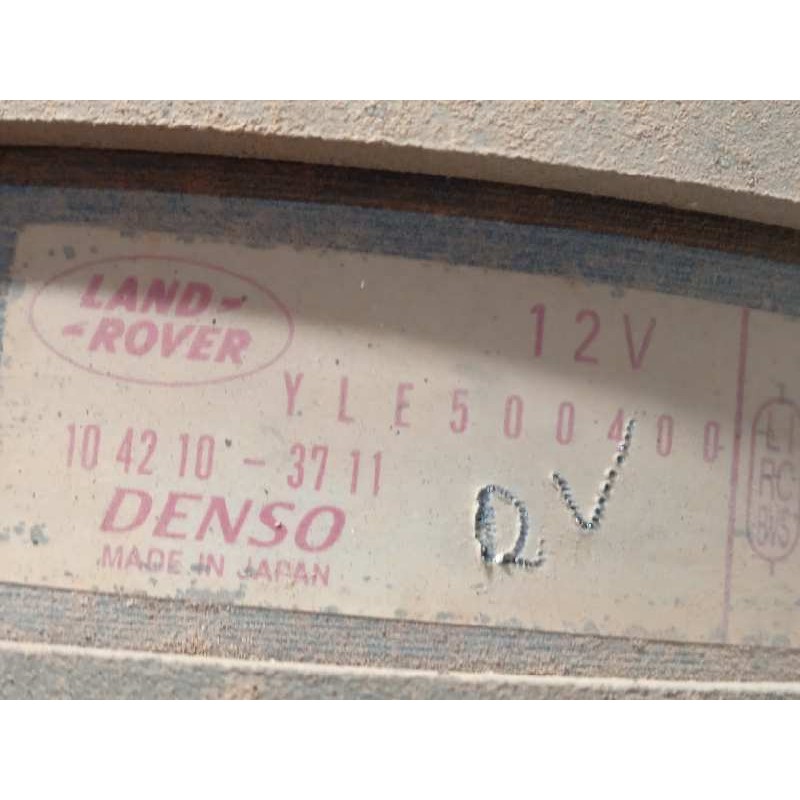 LAND-
-ROVER
12V
YLE500400
104210-3711
DENSO
MADE IN JAPAN